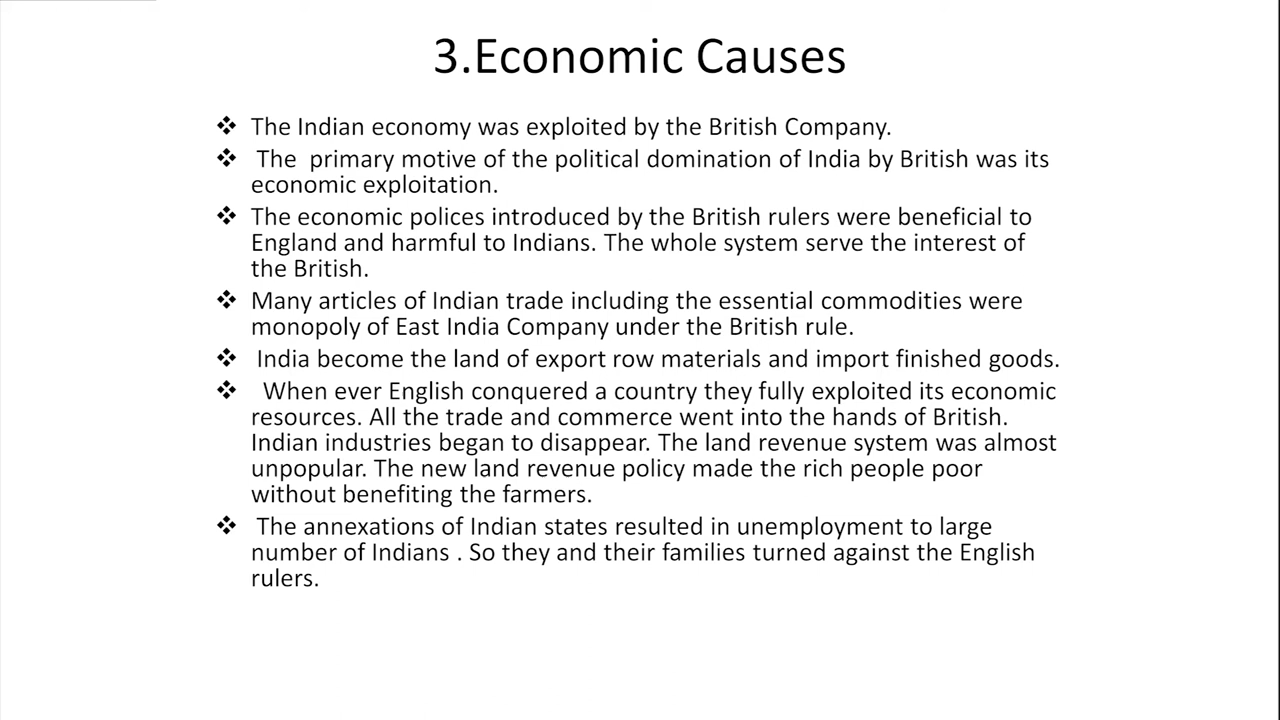 3.Economic Causes
❖ The Indian economy was exploited by the British Company.
❖ The primary motive of the political domination of India by British was its
economic exploitation.
❖ The economic polices introduced by the British rulers were beneficial to
England and harmful to Indians. The whole system serve the interest of
the British.
❖ Many articles of Indian trade including the essential commodities were
monopoly of East India Company under the British rule.
❖ India become the land of export row materials and import finished goods.
❖ When ever English conquered a country they fully exploited its economic
resources. All the trade and commerce went into the hands of British.
Indian industries began to disappear. The land revenue system was almost
unpopular. The new land revenue policy made the rich people poor
without benefiting the farmers.
❖ The annexations of Indian states resulted in unemployment to large
number of Indians . So they and their families turned against the English
rulers.